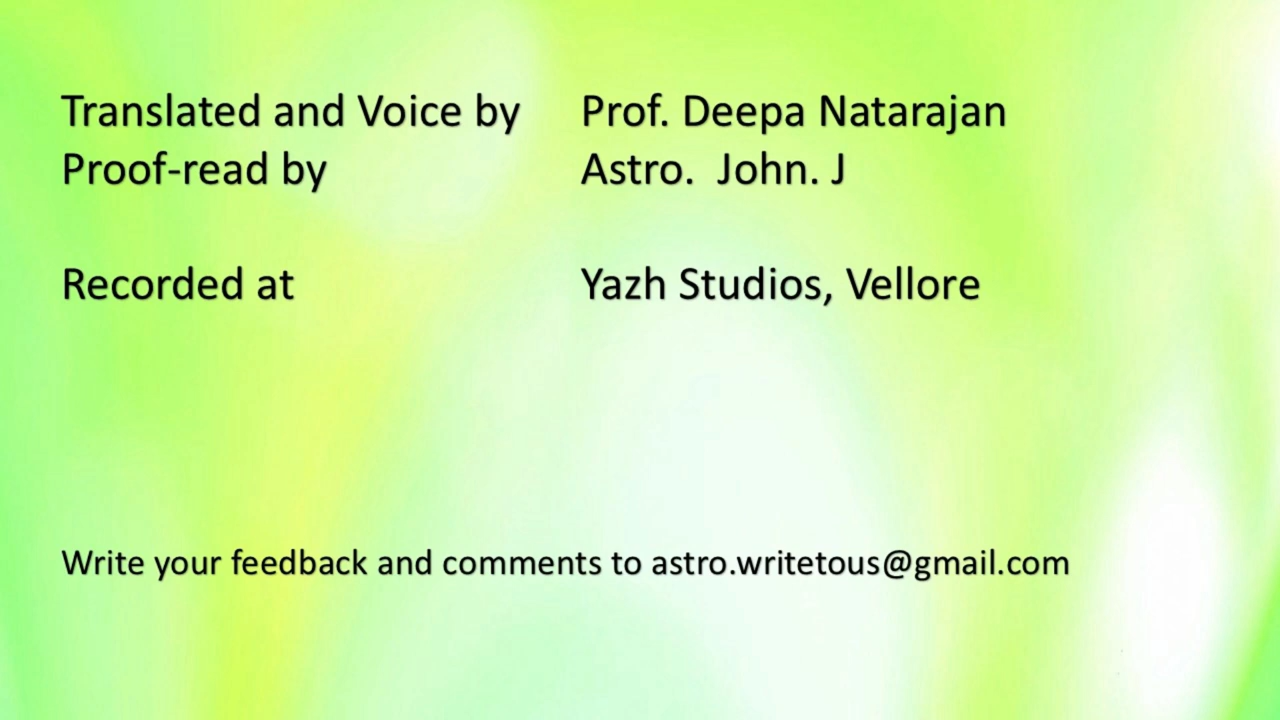 Translated and Voice by Prof. Deepa Natarajan
Proof-read by Astro. John. J
Recorded at Yazh Studios, Vellore
Write your feedback and comments to astro.writetous@gmail.com